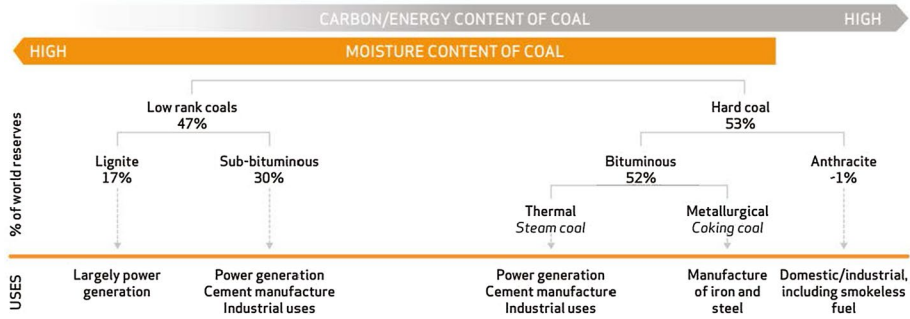 CARBON/ENERGY CONTENT OF COAL HIGH
HIGH MOISTURE CONTENT OF COAL
% of world reserves
Low rank coals
47%
Hard coal
53%
Lignite
17%
Sub-bituminous
30%
Bituminous
52%
Anthracite
-1%
Thermal
Steam coal
Metallurgical
Coking coal
USES
Largely power
generation
Power generation
Cement manufacture
Industrial uses
Power generation
Cement manufacture
Industrial uses
Manufacture
of iron and
steel
Domestic/industrial,
including smokeless
fuel